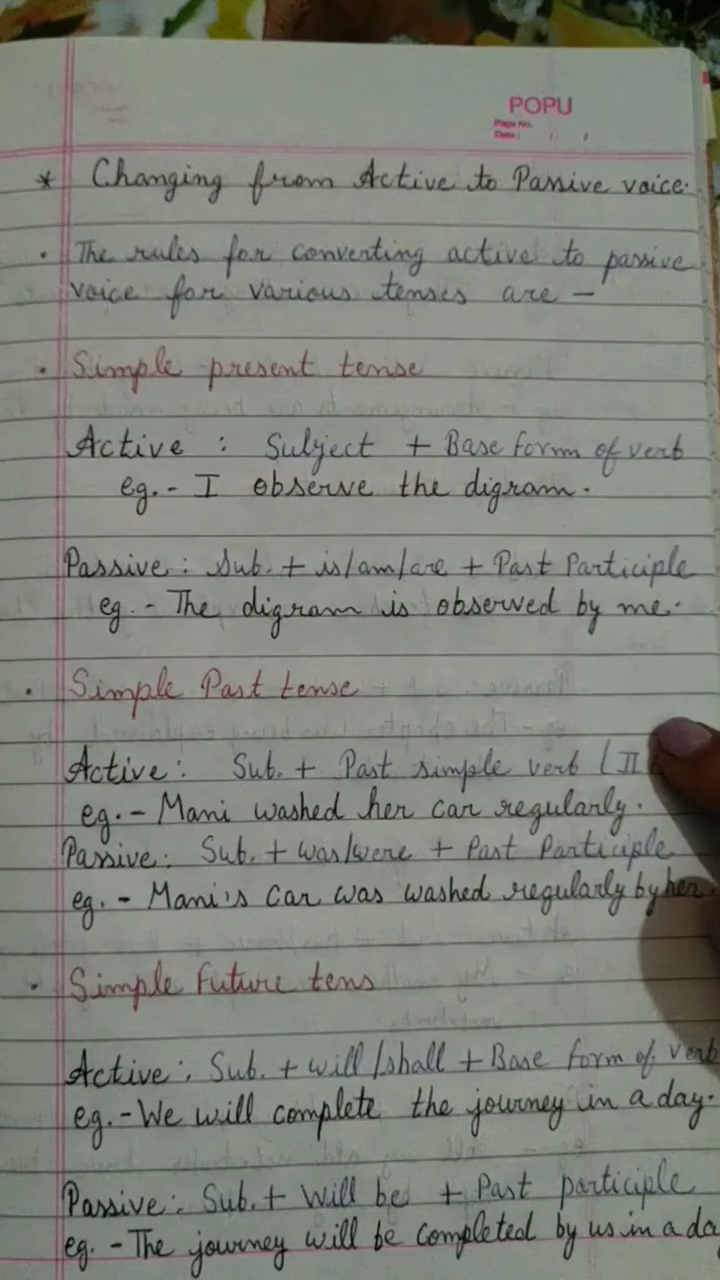 POPU
Page No.
Date:
* Changing from Active to Passive voice.
• The rules for converting active to passive
voice for various tenses are —
• Simple present tense
Active : Subject + Base form of verb
eg. - I observe the digram.
Passive : Sub. + is/am/are + Past Participle
eg. - The digram is observed by me.
• Simple Past tense
Active : Sub. + Past simple verb (II
eg. - Mani washed her car regularly.
Passive : Sub. + was/were + Past Participle
eg. - Mani's car was washed regularly by her.
• Simple Future tens
Active : Sub. + will/shall + Base form of verb
eg. - We will complete the journey in a day.
Passive : Sub. + Will be + Past participle
eg. - The journey will be completed by us in a da